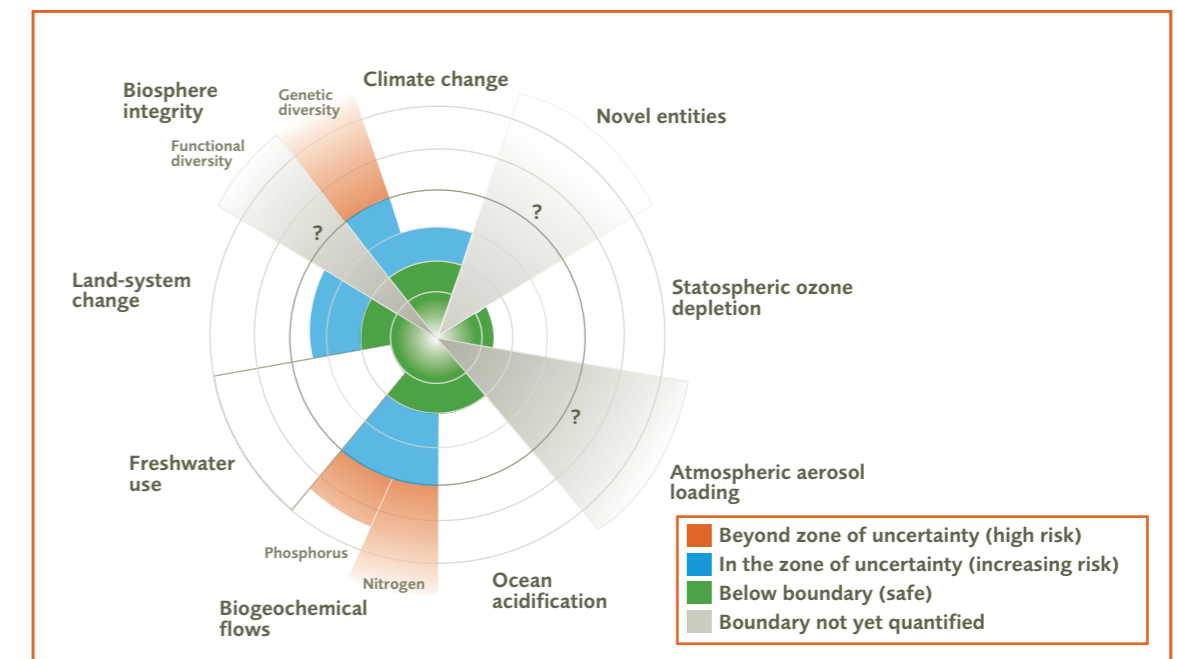 Climate change
Biosphere
integrity
Genetic
diversity
Novel entities
Functional
diversity
?
?
Land-system
change
Statospheric ozone
depletion
?
Freshwater
use
Atmospheric aerosol
loading
Phosphorus
Nitrogen
Ocean
acidification
Biogeochemical
flows
Beyond zone of uncertainty (high risk)
In the zone of uncertainty (increasing risk)
Below boundary (safe)
Boundary not yet quantified